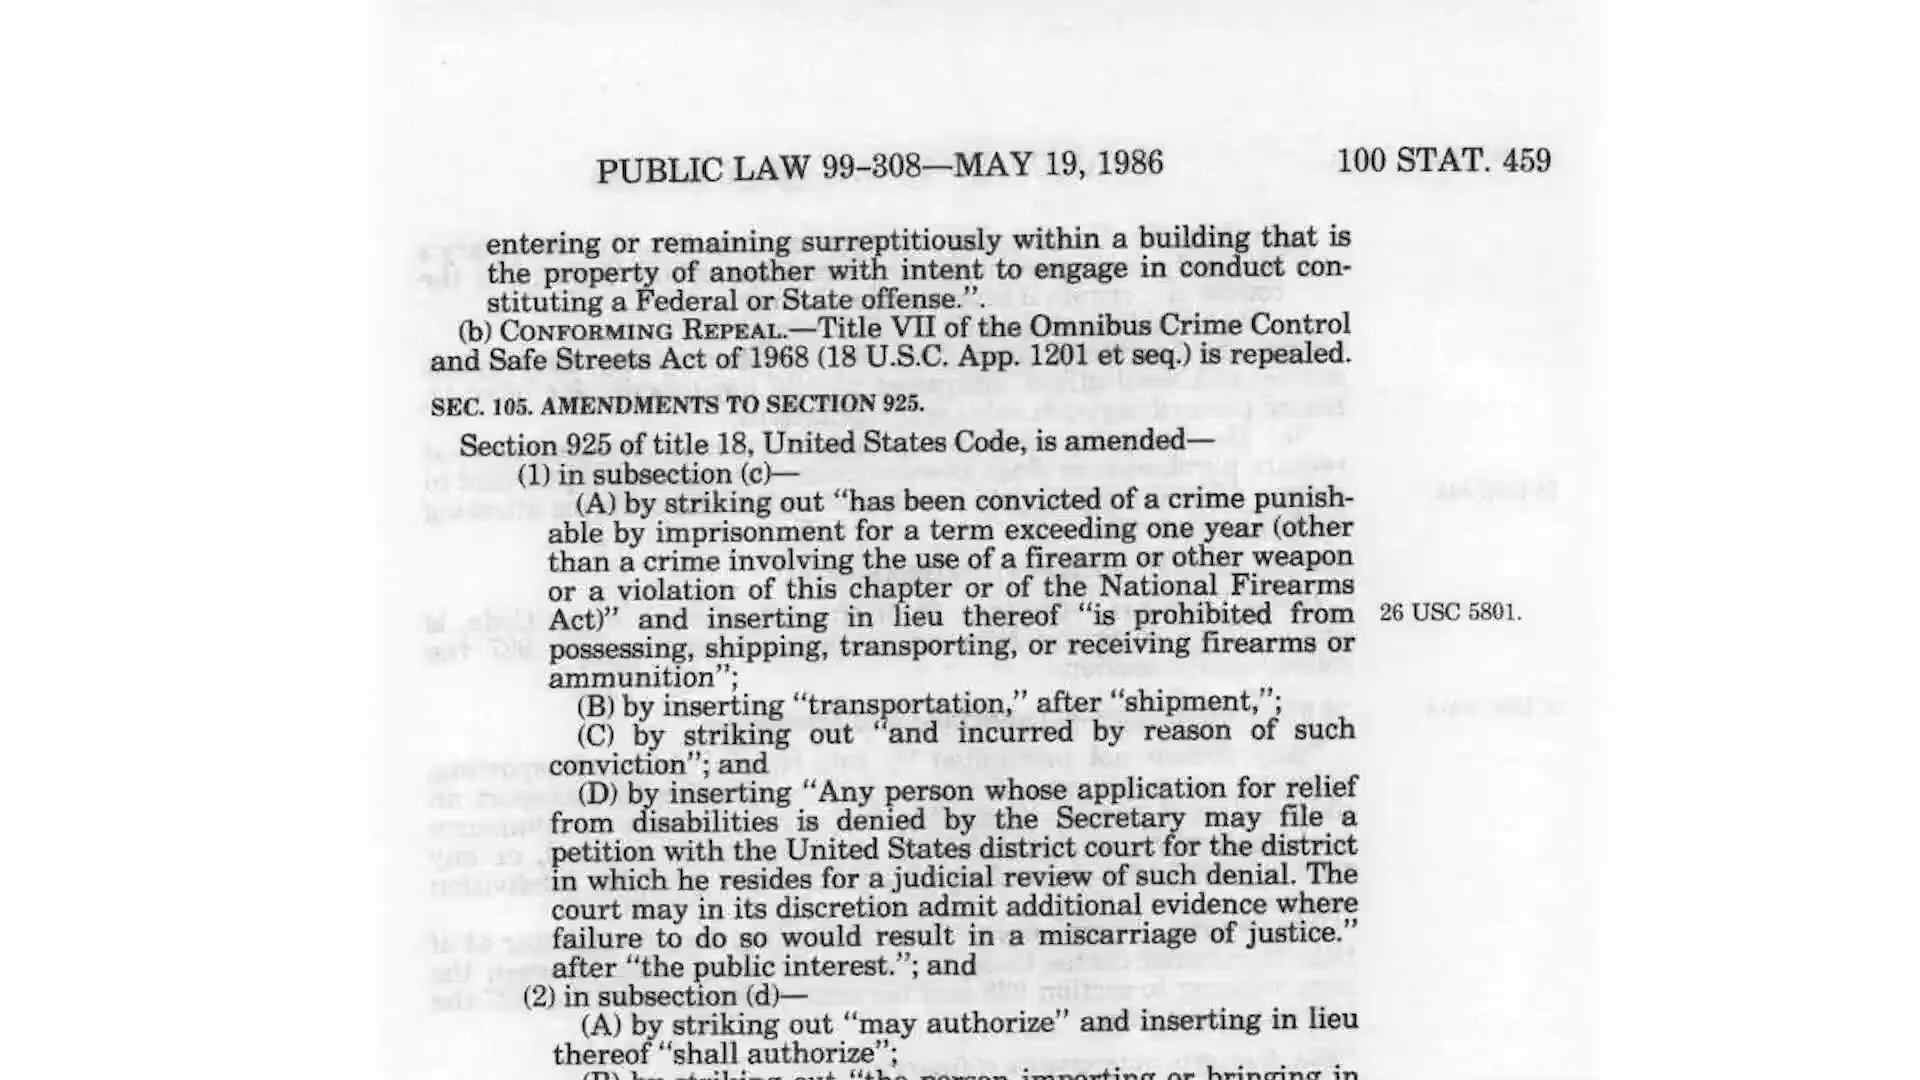 PUBLIC LAW 99–308—MAY 19, 1986 100 STAT. 459
entering or remaining surreptitiously within a building that is
the property of another with intent to engage in conduct con-
stituting a Federal or State offense.”.
(b) CONFORMING REPEAL.—Title VII of the Omnibus Crime Control
and Safe Streets Act of 1968 (18 U.S.C. App. 1201 et seq.) is repealed.
SEC. 105. AMENDMENTS TO SECTION 925.
Section 925 of title 18, United States Code, is amended—
(1) in subsection (c)—
(A) by striking out “has been convicted of a crime punish-
able by imprisonment for a term exceeding one year (other
than a crime involving the use of a firearm or other weapon
or a violation of this chapter or of the National Firearms
Act)” and inserting in lieu thereof “is prohibited from 26 USC 5801.
possessing, shipping, transporting, or receiving firearms or
ammunition”;
(B) by inserting “transportation,” after “shipment,”;
(C) by striking out “and incurred by reason of such
conviction”; and
(D) by inserting “Any person whose application for relief
from disabilities is denied by the Secretary may file a
petition with the United States district court for the district
in which he resides for a judicial review of such denial. The
court may in its discretion admit additional evidence where
failure to do so would result in a miscarriage of justice.”
after “the public interest.”; and
(2) in subsection (d)—
(A) by striking out “may authorize” and inserting in lieu
thereof “shall authorize”;
(B) by striking out “the person importing or bringing in